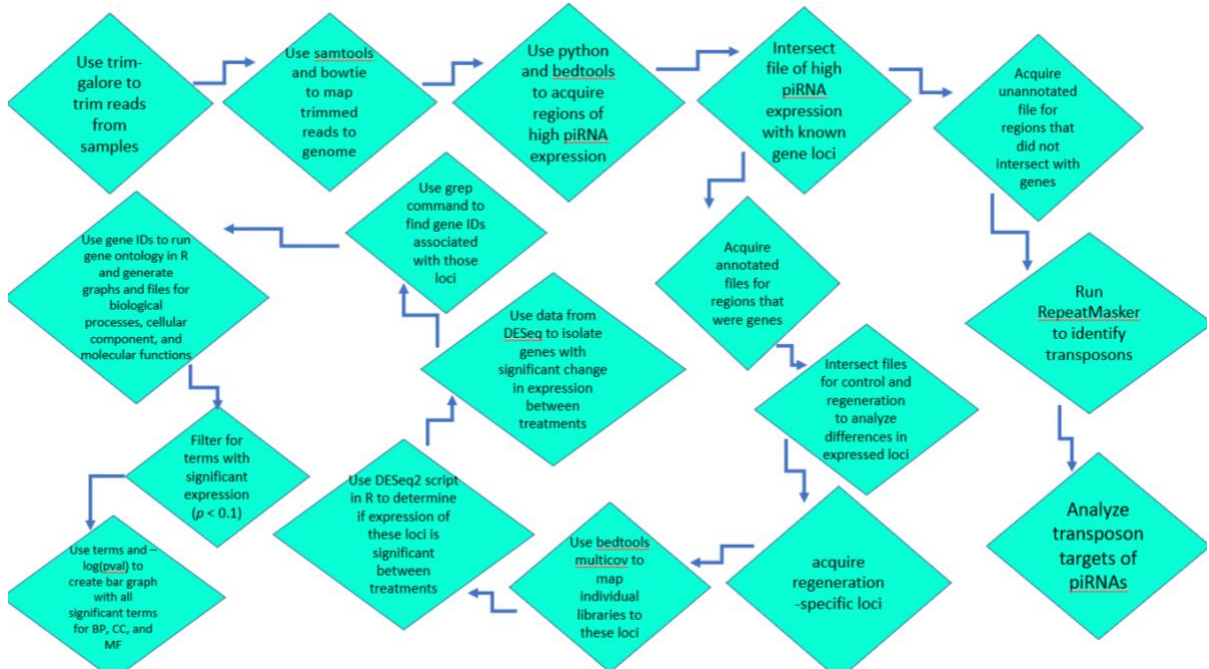 Use trim-
galore to
trim reads
from
samples
Use samtools
and bowtie
to map
trimmed
reads to
genome
Use python
and bedtools
to acquire
regions of
high piRNA
expression
Intersect
file of high
piRNA
expression
with known
gene loci
Acquire
unannotated
file for
regions that
did not
intersect with
genes
Run
RepeatMasker
to identify
transposons
Analyze
transposon
targets of
piRNAs
Acquire
annotated
files for
regions that
were genes
Intersect files
for control and
regeneration
to analyze
differences in
expressed loci
acquire
regeneration
-specific loci
Use bedtools
multicov to
map
individual
libraries to
these loci
Use DESeq2 script
in R to determine
if expression of
these loci is
significant
between
treatments
Use data from
DESeq to isolate
genes with
significant change
in expression
between
treatments
Use grep
command to
find gene IDs
associated
with those
loci
Use gene IDs to run
gene ontology in R
and generate
graphs and files for
biological
processes, cellular
component, and
molecular functions
Filter for
terms with
significant
expression
(p < 0.1)
Use terms and –
log(pval) to
create bar graph
with all
significant terms
for BP, CC, and
MF